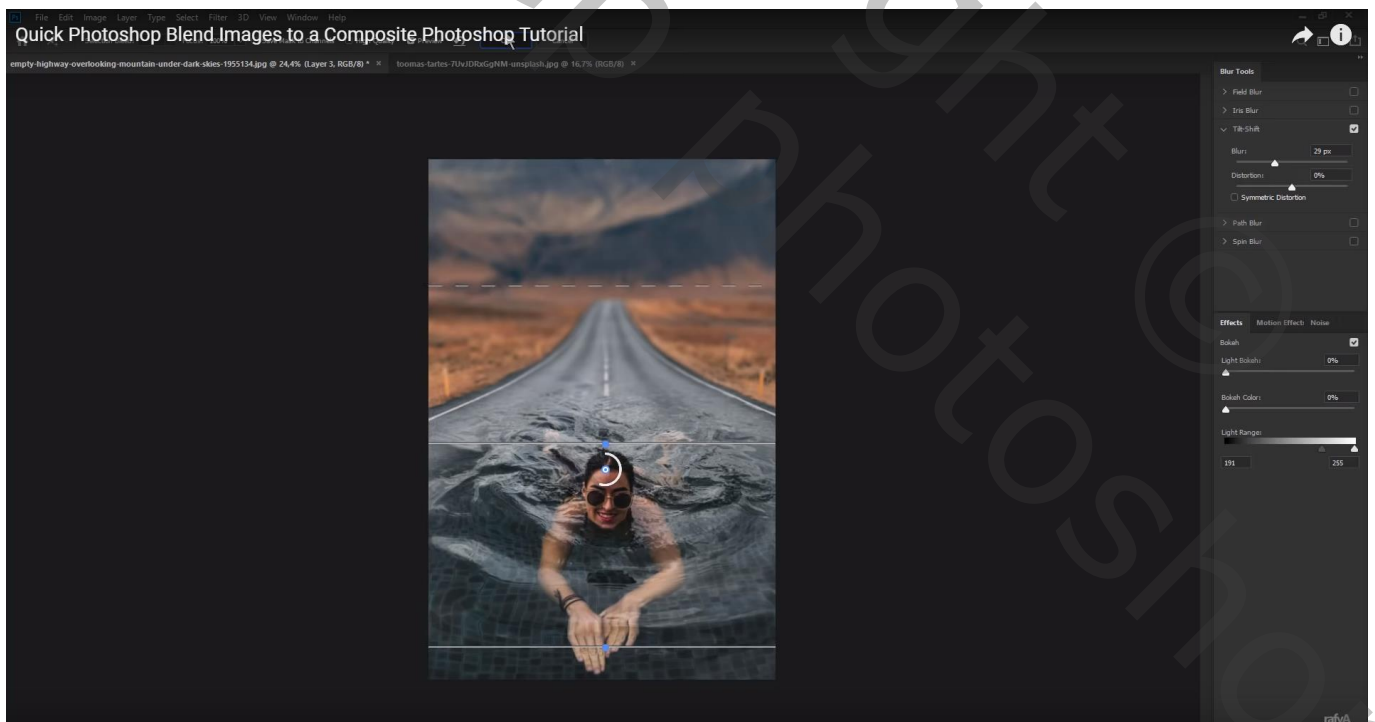 File Edit Image Layer Type Select Filter 3D View Window Help
Quick Photoshop Blend Images to a Composite Photoshop Tutorial
empty-highway-overlooking-mountain-under-dark-skies-1955134.jpg @ 24,4% (Layer 3, RGB/8) * ×
toomas-tartes-7UvJDRxGgNM-unsplash.jpg @ 16,7% (RGB/8) ×
Blur Tools
Field Blur
Iris Blur
Tilt-Shift
Blur: 29 px
Distortion: 0%
Symmetric Distortion
Path Blur
Spin Blur
Effects Motion Effect: Noise
Bokeh
Light Bokeh: 0%
Bokeh Color: 0%
Light Range:
191 255
rafyA